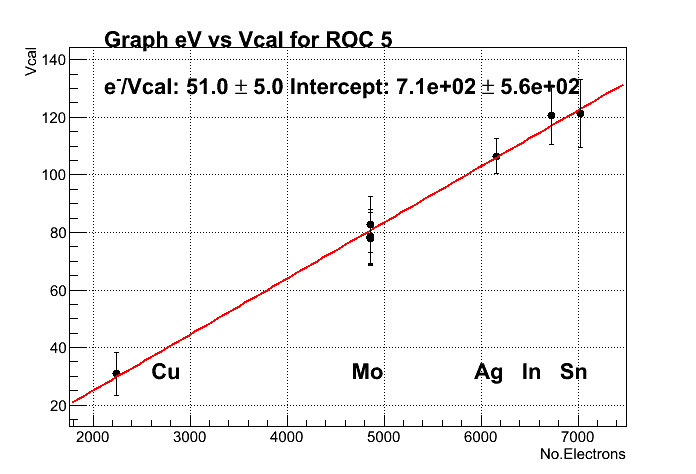 Graph eV vs Vcal for ROC 5
Vcal
e-/Vcal: 51.0 ± 5.0 Intercept: 7.1e+02 ± 5.6e+02
140
120
100
80
60
40
20
Cu Mo Ag In Sn
2000 3000 4000 5000 6000 7000
No.Electrons